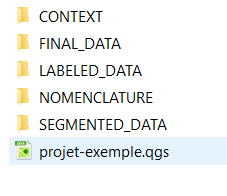 CONTEXT
FINAL_DATA
LABELED_DATA
NOMENCLATURE
SEGMENTED_DATA
projet-exemple.qgs